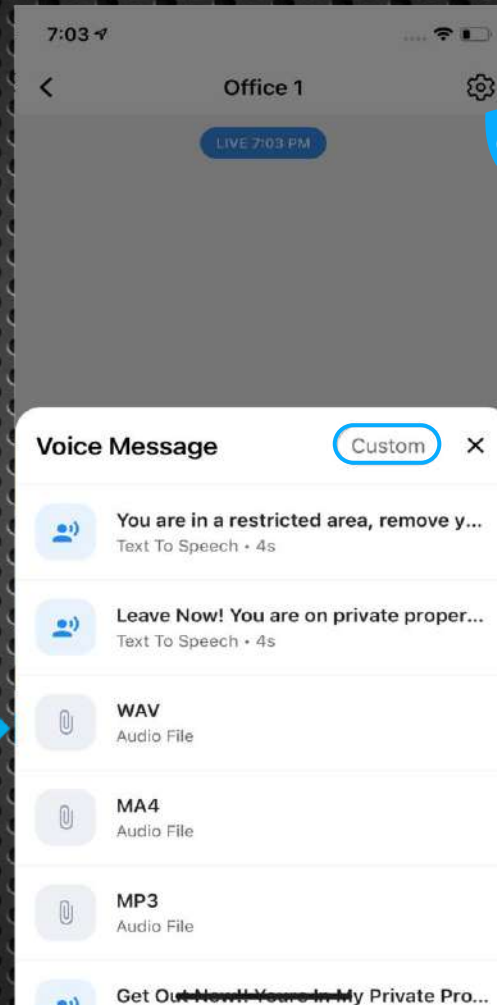 7:03
Office 1
LIVE 7:03 PM
Voice Message
Custom
You are in a restricted area, remove y...
Text To Speech • 4s
Leave Now! You are on private proper...
Text To Speech • 4s
WAV
Audio File
MA4
Audio File
MP3
Audio File
Get Out Now!! Yours In My Private Pro...